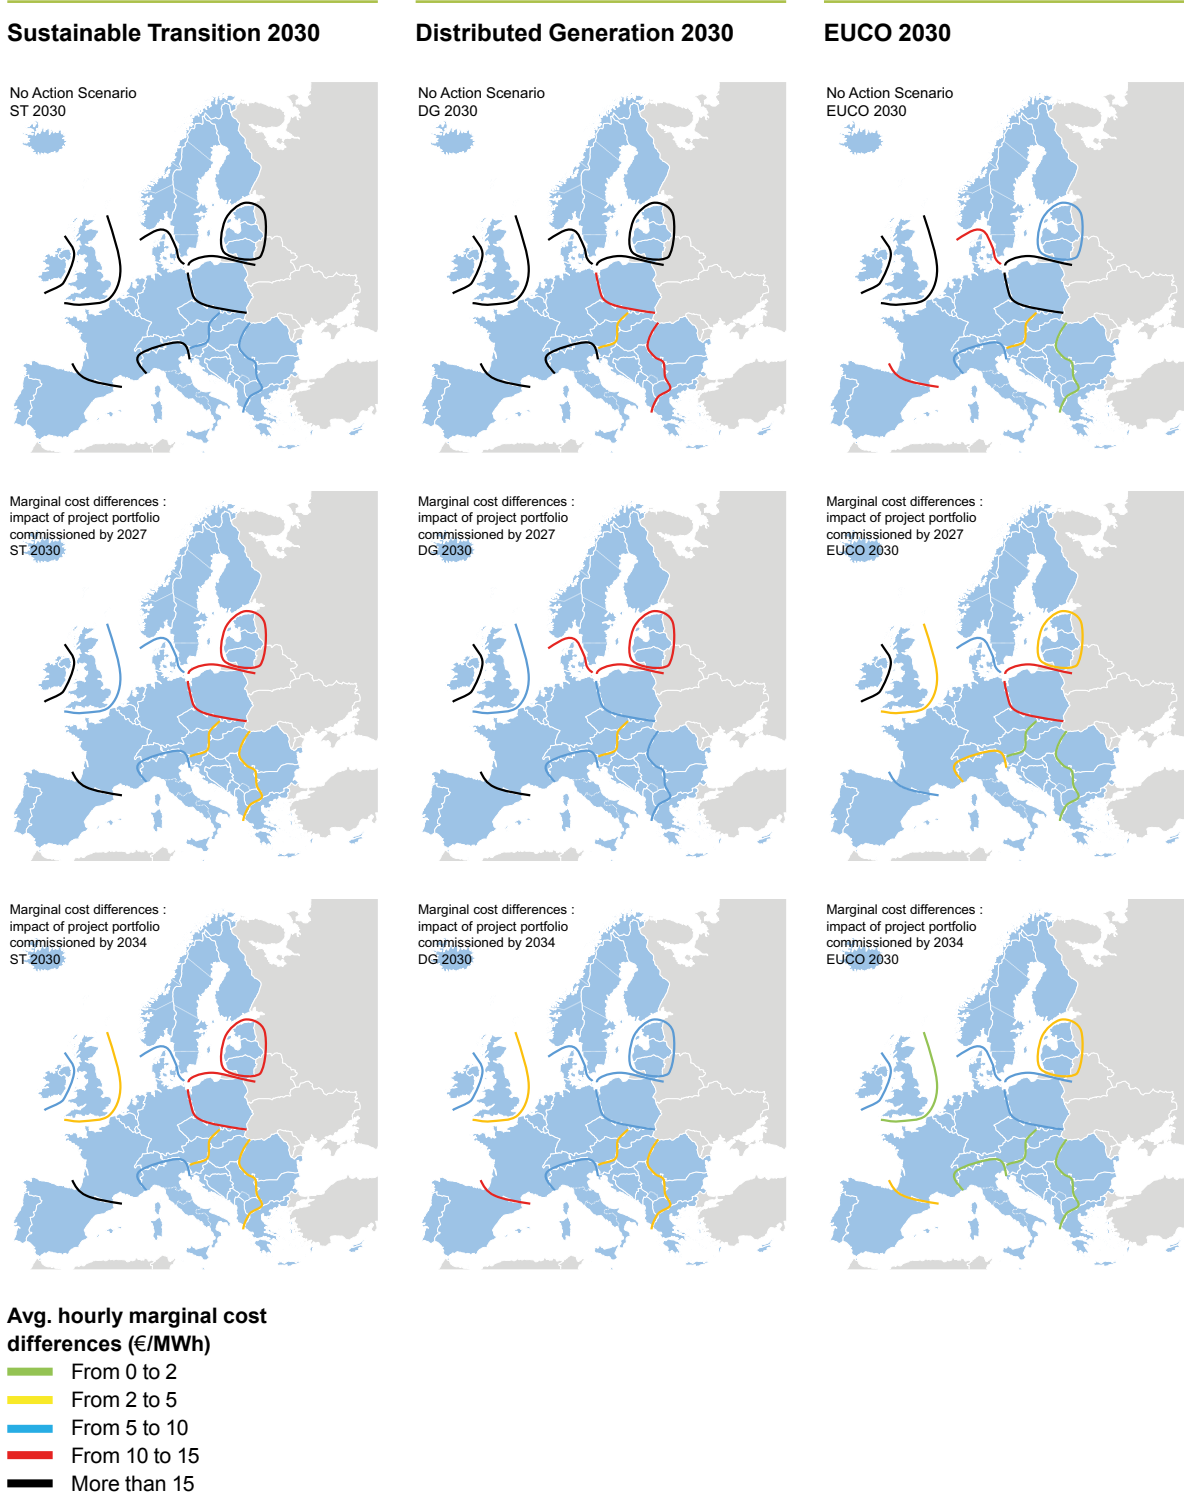 Sustainable Transition 2030
Distributed Generation 2030
EUCO 2030
No Action Scenario
ST 2030
No Action Scenario
DG 2030
No Action Scenario
EUCO 2030
Marginal cost differences :
impact of project portfolio
commissioned by 2027
ST 2030
Marginal cost differences :
impact of project portfolio
commissioned by 2027
DG 2030
Marginal cost differences :
impact of project portfolio
commissioned by 2027
EUCO 2030
Marginal cost differences :
impact of project portfolio
commissioned by 2034
ST 2030
Marginal cost differences :
impact of project portfolio
commissioned by 2034
DG 2030
Marginal cost differences :
impact of project portfolio
commissioned by 2034
EUCO 2030
Avg. hourly marginal cost
differences (€/MWh)
From 0 to 2
From 2 to 5
From 5 to 10
From 10 to 15
More than 15